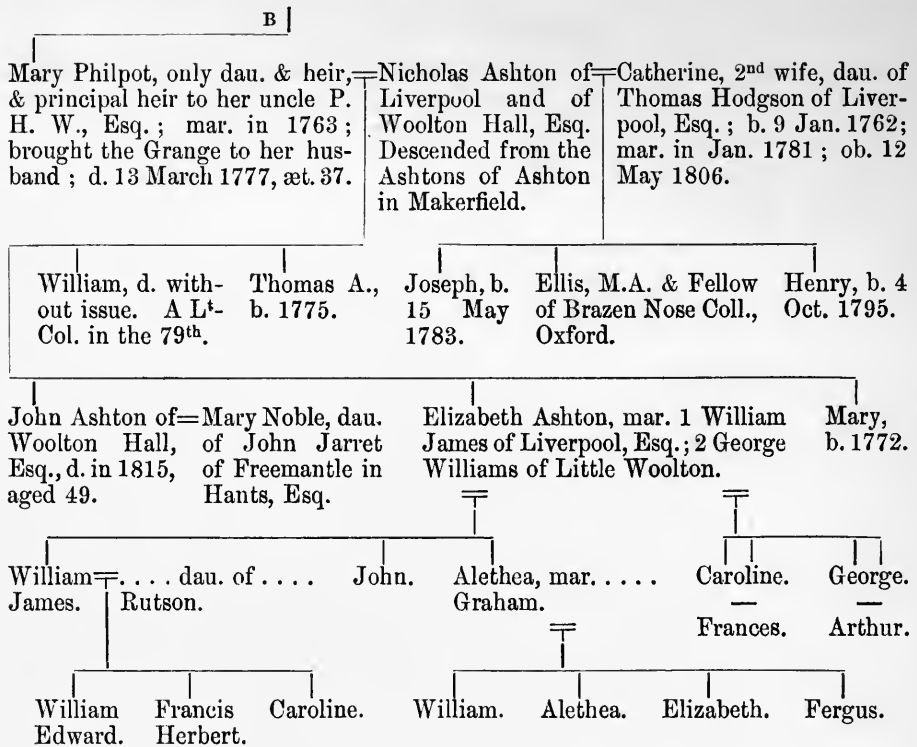 B
Mary Philpot, only dau. & heir,
& principal heir to her uncle P.
H. W., Esq. ; mar. in 1763 ;
brought the Grange to her hus-
band ; d. 13 March 1777, æt. 37.
=Nicholas Ashton of
Liverpool and of
Woolton Hall, Esq.
Descended from the
Ashtons of Ashton
in Makerfield.
=Catherine, 2nd wife, dau. of
Thomas Hodgson of Liver-
pool, Esq. ; b. 9 Jan. 1762;
mar. in Jan. 1781 ; ob. 12
May 1806.
William, d. with-
out issue. A Lt-
Col. in the 79th.
Thomas A.,
b. 1775.
Joseph, b.
15 May
1783.
Ellis, M.A. & Fellow
of Brazen Nose Coll.,
Oxford.
Henry, b. 4
Oct. 1795.
John Ashton of
Woolton Hall,
Esq., d. in 1815,
aged 49.
=Mary Noble, dau.
of John Jarret
of Freemantle in
Hants, Esq.
Elizabeth Ashton, mar. 1 William
James of Liverpool, Esq. ; 2 George
Williams of Little Woolton.
Mary,
b. 1772.
William
James.
=. . . . dau. of . . . .
Rutson.
John.
Alethea, mar. . . . .
Graham.
Caroline.
—
Frances.
George.
—
Arthur.
William
Edward.
Francis
Herbert.
Caroline.
William.
Alethea.
Elizabeth.
Fergus.